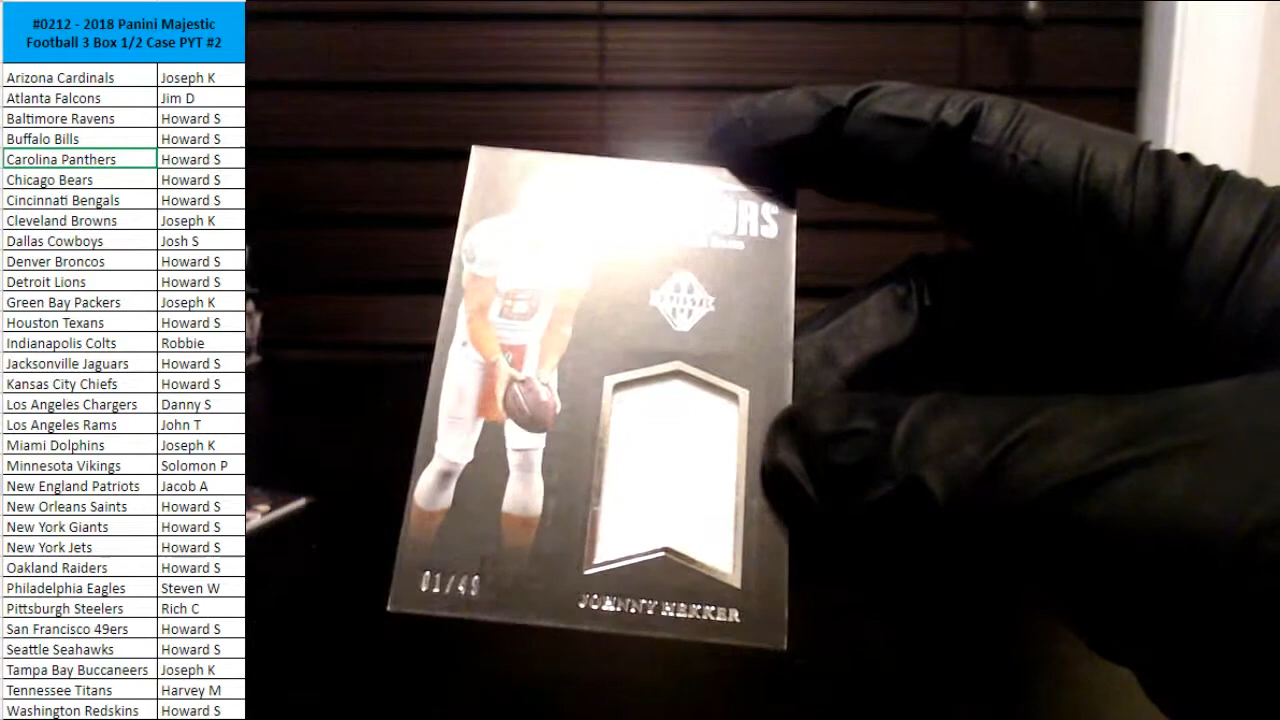 #0212 - 2018 Panini Majestic
Football 3 Box 1/2 Case PYT #2
Arizona Cardinals Joseph K
Atlanta Falcons Jim D
Baltimore Ravens Howard S
Buffalo Bills Howard S
Carolina Panthers Howard S
Chicago Bears Howard S
Cincinnati Bengals Howard S
Cleveland Browns Joseph K
Dallas Cowboys Josh S
Denver Broncos Howard S
Detroit Lions Howard S
Green Bay Packers Joseph K
Houston Texans Howard S
Indianapolis Colts Robbie
Jacksonville Jaguars Howard S
Kansas City Chiefs Howard S
Los Angeles Chargers Danny S
Los Angeles Rams John T
Miami Dolphins Joseph K
Minnesota Vikings Solomon P
New England Patriots Jacob A
New Orleans Saints Howard S
New York Giants Howard S
New York Jets Howard S
Oakland Raiders Howard S
Philadelphia Eagles Steven W
Pittsburgh Steelers Rich C
San Francisco 49ers Howard S
Seattle Seahawks Howard S
Tampa Bay Buccaneers Joseph K
Tennessee Titans Harvey M
Washington Redskins Howard S
01/49
JOHNNY HEKKER